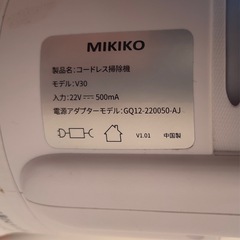 MIKIKO
製品名：コードレス掃除機
モデル：V30
入力：22V⎓500mA
電源アダプターモデル：GQ12-220050-AJ
V1.01 中国製